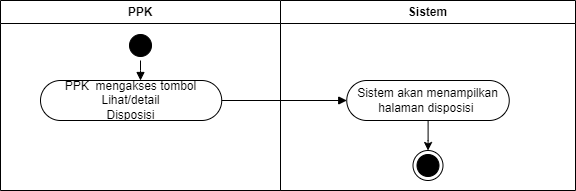 PPK
Sistem
PPK  mengakses tombol
Lihat/detail
Disposisi
Sistem akan menampilkan
halaman disposisi